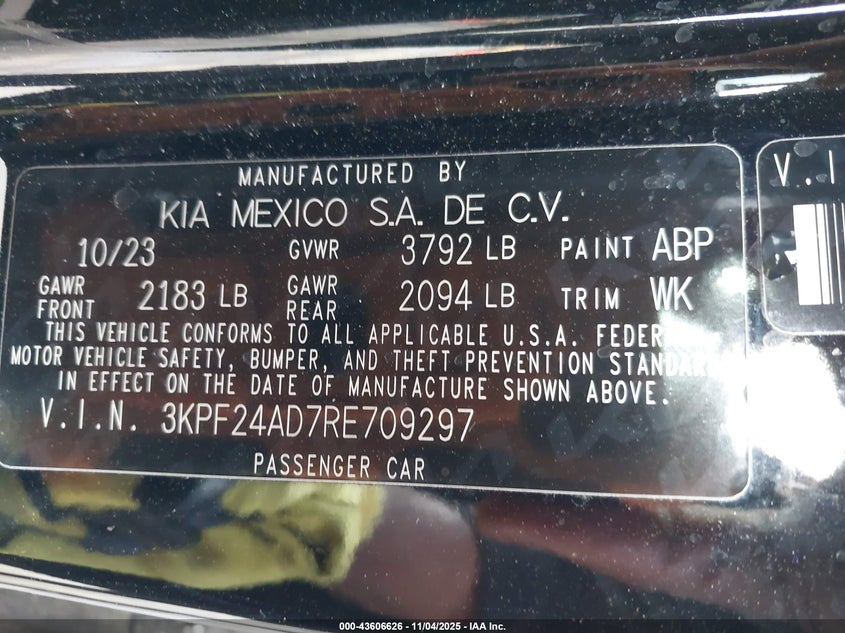 MANUFACTURED BY
KIA MEXICO S.A. DE C.V.
10/23 GVWR 3792 LB PAINT ABP
GAWR FRONT 2183 LB GAWR REAR 2094 LB TRIM WK
THIS VEHICLE CONFORMS TO ALL APPLICABLE U.S.A.
MOTOR VEHICLE SAFETY, BUMPER, AND THEFT PREVENTION
IN EFFECT ON THE DATE OF MANUFACTURE SHOWN ABOVE.
V.I.N. 3KPF24AD7RE709297
PASSENGER CAR
V.I
000-43606626 - 11/04/2025 - IAA Inc.